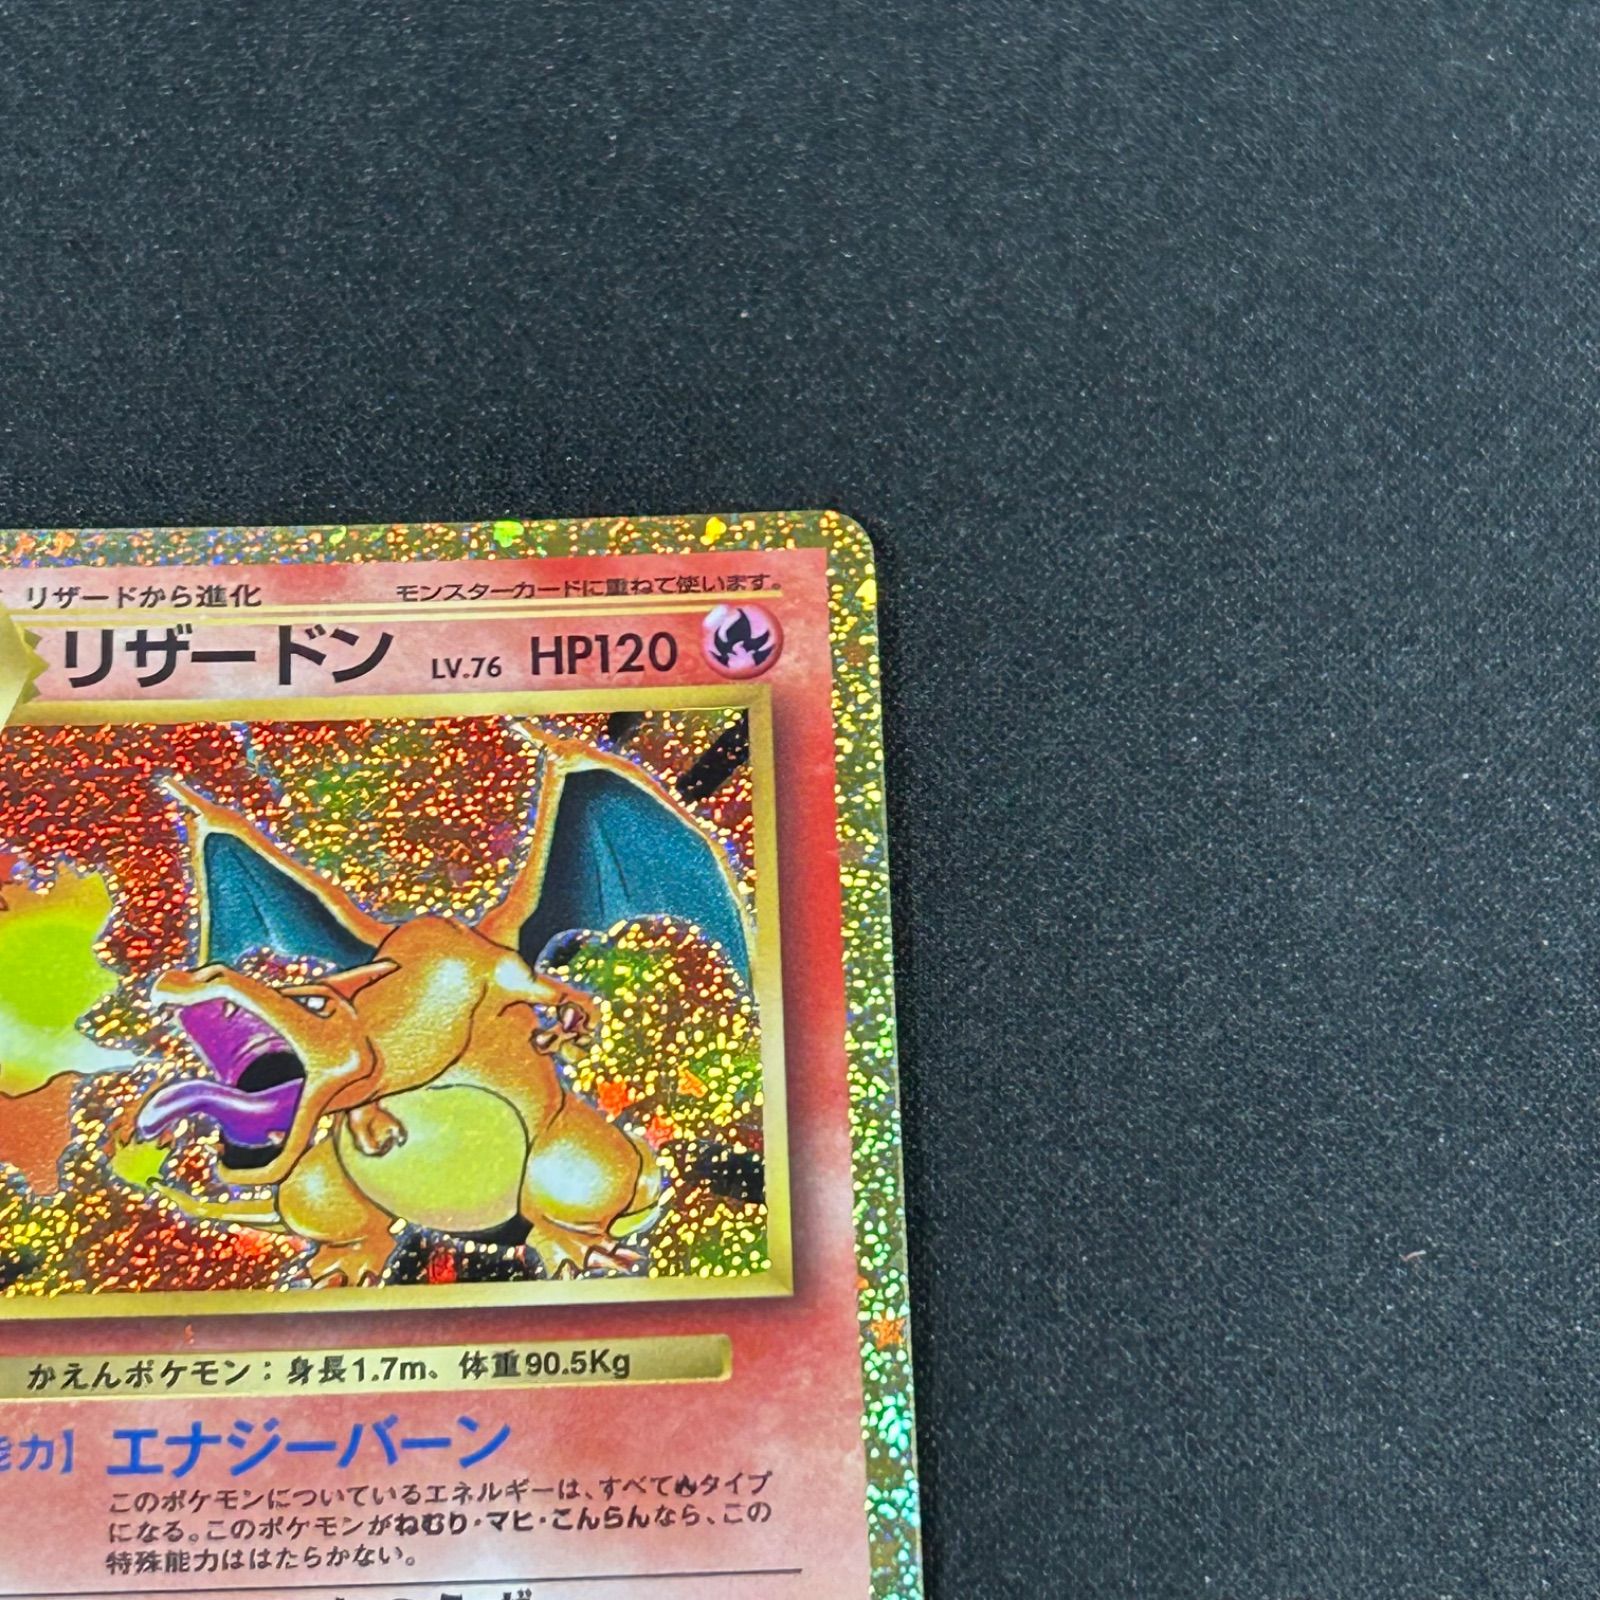 リザードから進化 モンスターカードに重ねて使います。
リザードン LV.76 HP120
かえんポケモン：身長1.7m、体重90.5Kg
能力】 エナジーバーン
このポケモンについているエネルギーは、すべて🔥タイプ
になる。このポケモンがねむり・マヒ・こんらんなら、この
特殊能力ははたらかない。